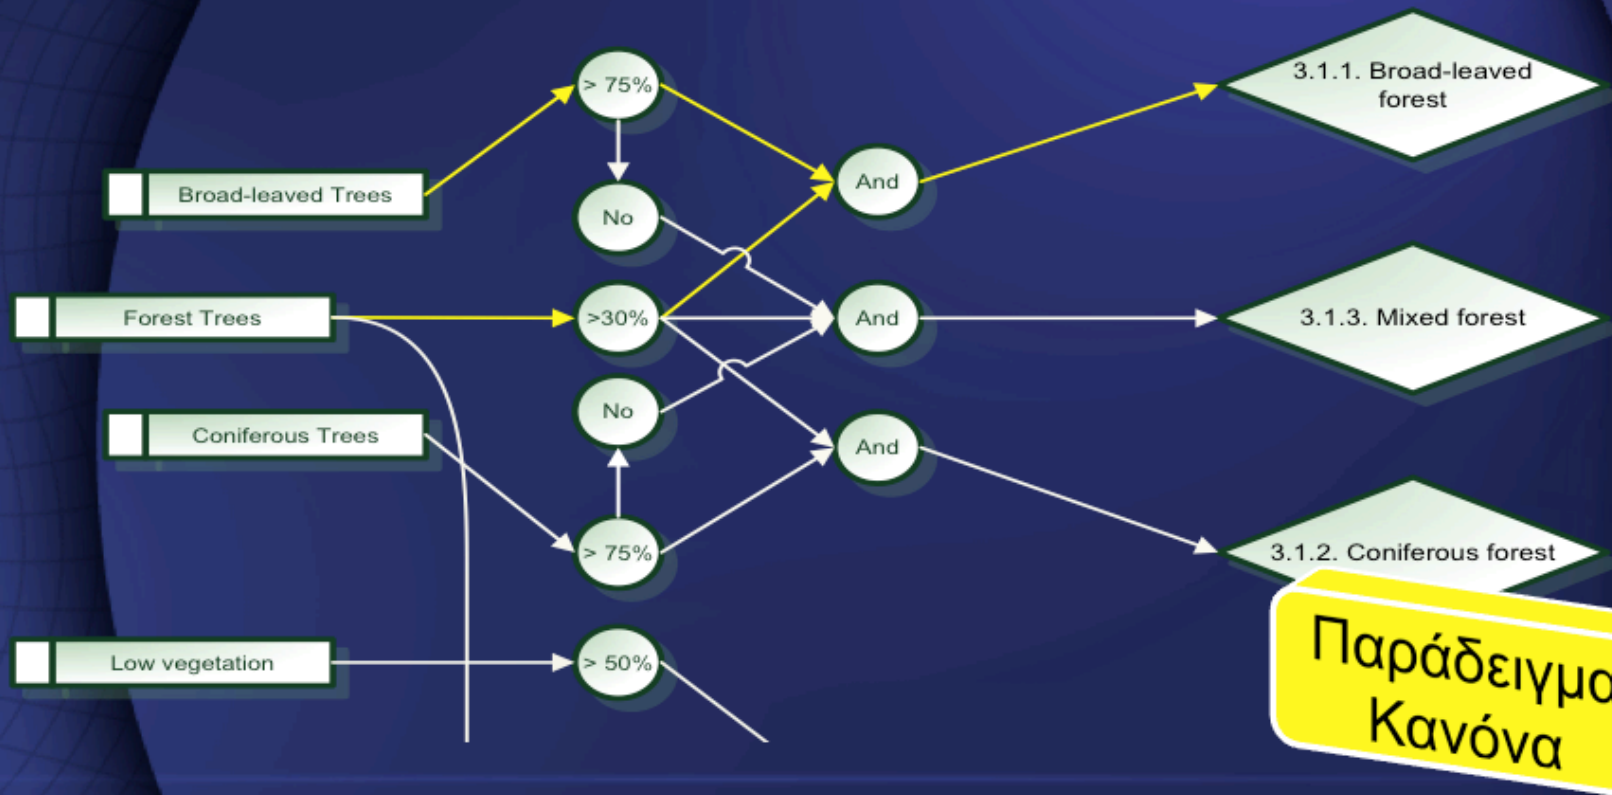 > 75%
3.1.1. Broad-leaved
forest
Broad-leaved Trees
And
No
Forest Trees
>30%
And
3.1.3. Mixed forest
No
Coniferous Trees
And
> 75%
3.1.2. Coniferous forest
Low vegetation
> 50%
Παράδειγμα
Κανόνα